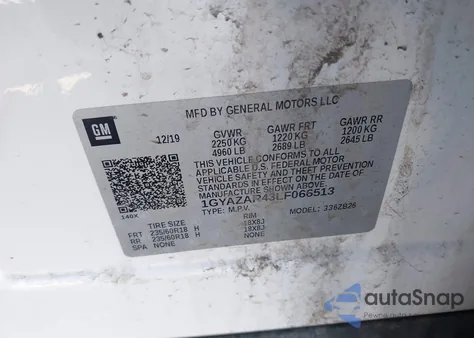 MFD BY GENERAL MOTORS LLC
GM
12/19 GVWR GAWR FRT GAWR RR
2250 KG 1220 KG 1200 KG
4960 LB 2689 LB 2645 LB
THIS VEHICLE CONFORMS TO ALL
APPLICABLE U.S. FEDERAL MOTOR
VEHICLE SAFETY AND THEFT PREVENTION
STANDARDS IN EFFECT ON THE DATE OF
MANUFACTURE SHOWN ABOVE.
TYPE: M.P.V. MODEL: 336ZB26
140X
TIRE SIZE RIM
FRT 235/60R18 H 18X8J
RR 235/60R18 H 18X8J
SPA NONE NONE
autoSnap